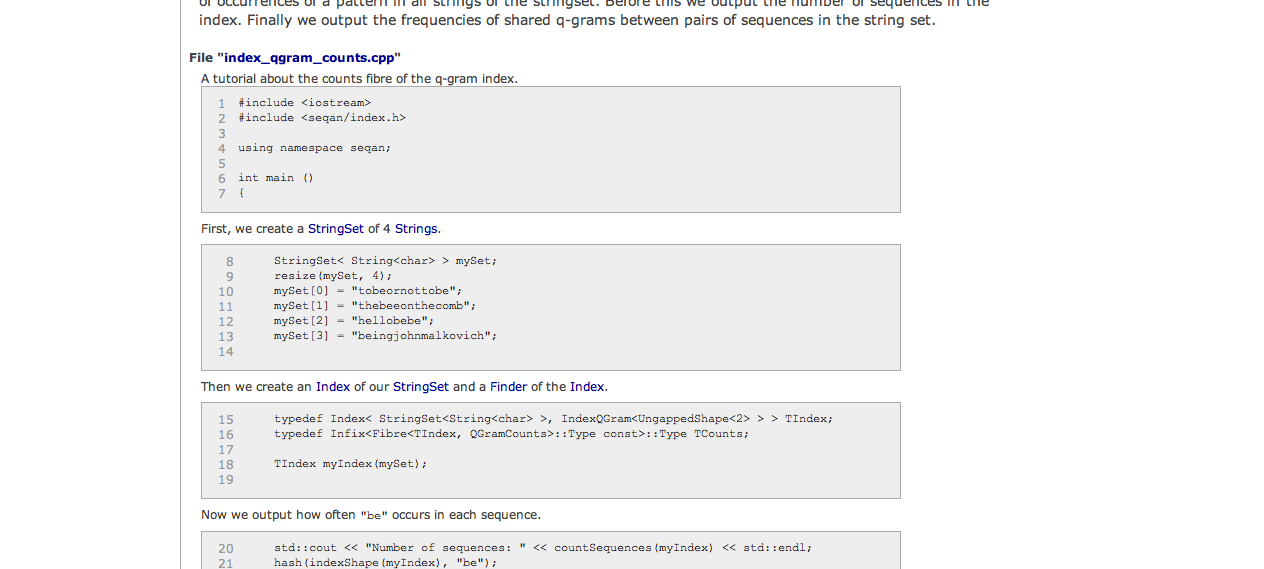 of occurrences of a pattern in all strings of the stringset. Before this we output the number of sequences in the
index. Finally we output the frequencies of shared q-grams between pairs of sequences in the string set.
File "index_qgram_counts.cpp"
A tutorial about the counts fibre of the q-gram index.
1 #include <iostream>
2 #include <seqan/index.h>
3
4 using namespace seqan;
5
6 int main ()
7 {
First, we create a StringSet of 4 Strings.
8 StringSet< String<char> > mySet;
9 resize(mySet, 4);
10 mySet[0] = "tobeornottobe";
11 mySet[1] = "thebeeonthecomb";
12 mySet[2] = "hellobebe";
13 mySet[3] = "beingjohnmalkovich";
14
Then we create an Index of our StringSet and a Finder of the Index.
15 typedef Index< StringSet<String<char> >, IndexQGram<UngappedShape<2> > > TIndex;
16 typedef Infix<Fibre<TIndex, QGramCounts>::Type const>::Type TCounts;
17
18 TIndex myIndex(mySet);
19
Now we output how often "be" occurs in each sequence.
20 std::cout << "Number of sequences: " << countSequences(myIndex) << std::endl;
21 hash(indexShape(myIndex), "be");